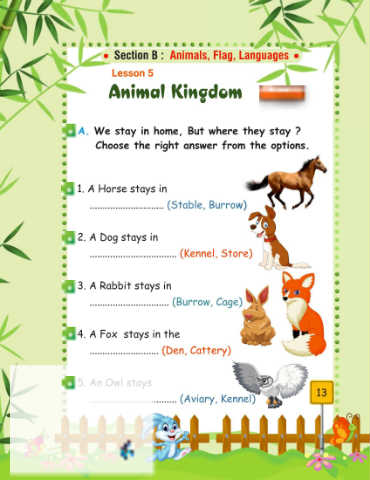 • Section B : Animals, Flag, Languages •
Lesson 5
Animal Kingdom
A. We stay in home, But where they stay ?
Choose the right answer from the options.
1. A Horse stays in
............................ (Stable, Burrow)
2. A Dog stays in
................................ (Kennel, Store)
3. A Rabbit stays in
.............................. (Burrow, Cage)
4. A Fox stays in the
.......................... (Den, Cattery)
5. An Owl stays
................................ (Aviary, Kennel)
13